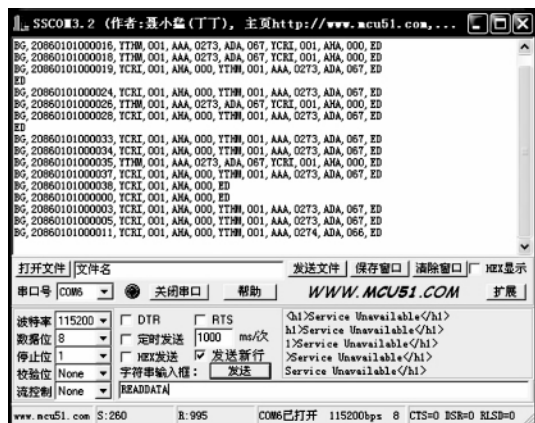 SSCOM3.2 (作者:聂小猛(丁丁), 主页http://www.mcu51.com,...
BG, 20860101000016, YTHM, 001, AAA, 0273, ADA, 067, YCRI, 001, AHA, 000, ED
BG, 20860101000018, YTHM, 001, AAA, 0273, ADA, 067, YCRI, 001, AHA, 000, ED
BG, 20860101000019, YCRI, 001, AHA, 000, YTHM, 001, AAA, 0273, ADA, 067, ED
ED
BG, 20860101000024, YCRI, 001, AHA, 000, YTHM, 001, AAA, 0273, ADA, 067, ED
BG, 20860101000026, YTHM, 001, AAA, 0273, ADA, 067, YCRI, 001, AHA, 000, ED
BG, 20860101000028, YCRI, 001, AHA, 000, YTHM, 001, AAA, 0273, ADA, 067, ED
ED
BG, 20860101000033, YCRI, 001, AHA, 000, YTHM, 001, AAA, 0273, ADA, 067, ED
BG, 20860101000034, YCRI, 001, AHA, 000, YTHM, 001, AAA, 0273, ADA, 067, ED
BG, 20860101000035, YTHM, 001, AAA, 0273, ADA, 067, YCRI, 001, AHA, 000, ED
BG, 20860101000037, YCRI, 001, AHA, 000, YTHM, 001, AAA, 0273, ADA, 067, ED
BG, 20860101000038, YCRI, 001, AHA, 000, ED
BG, 20860101000000, YCRI, 001, AHA, 000, ED
BG, 20860101000003, YCRI, 001, AHA, 000, YTHM, 001, AAA, 0273, ADA, 067, ED
BG, 20860101000005, YCRI, 001, AHA, 000, YTHM, 001, AAA, 0273, ADA, 067, ED
BG, 20860101000011, YCRI, 001, AHA, 000, YTHM, 001, AAA, 0274, ADA, 066, ED
打开文件 文件名 发送文件 保存窗口 清除窗口 HEX显示
串口号 COM6 关闭串口 帮助 WWW.MCU51.COM 扩展
波特率 115200 DTR RTS <h1>Service Unavailable</h1>
数据位 8 定时发送 1000 ms/次 h1>Service Unavailable</h1>
停止位 1 HEX发送 发送新行 1>Service Unavailable</h1>
校验位 None 字符串输入框: 发送 >Service Unavailable</h1>
流控制 None READDATA Service Unavailable</h1>
www.mcu51.com S:260 R:995 COM6已打开 115200bps 8 CTS=0 DSR=0 RLSD=0